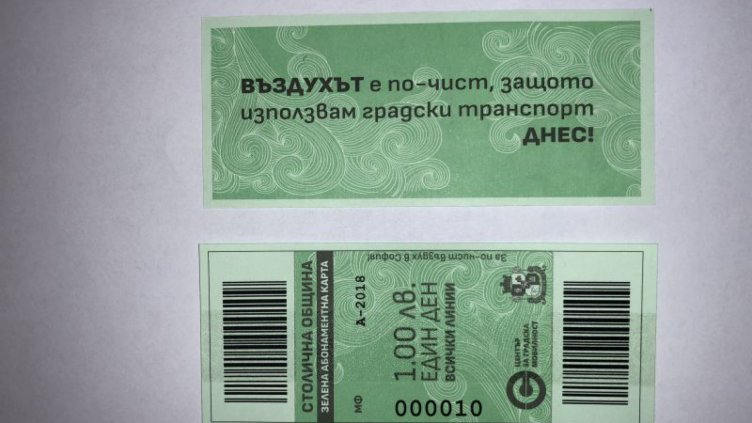 ВЪЗДУХЪТ е по-чист, защото
използвам градски транспорт
ДНЕС!
СТОЛИЧНА ОБЩИНА
ЗЕЛЕНА АБОНАМЕНТНА КАРТА
МФ
А-2018
1.00 лв.
ЕДИН ДЕН
ВСИЧКИ ЛИНИИ
000010
За по-чист въздух в София!
ЦЕНТЪР
ЗА ГРАДСКА
МОБИЛНОСТ